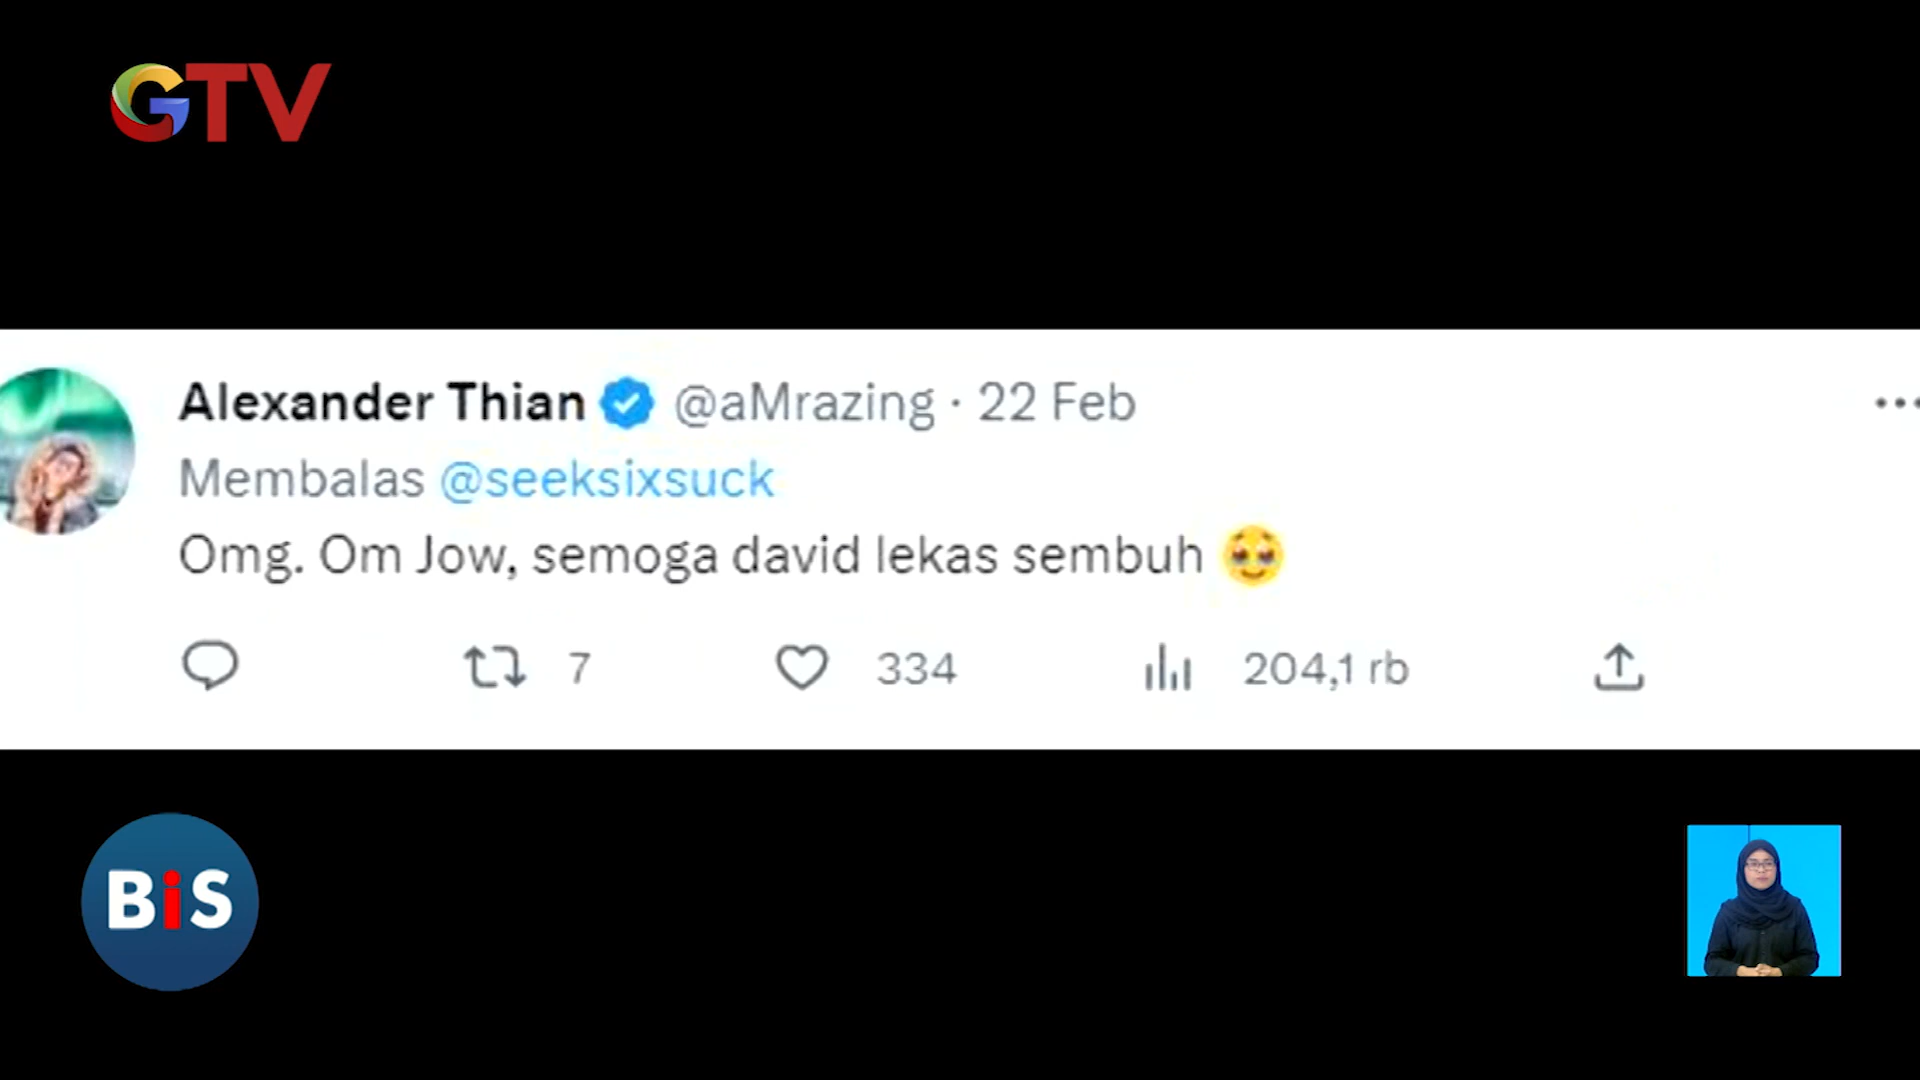 GTV
Alexander Thian @aMrazing · 22 Feb
Membalas @seeksixsuck
Omg. Om Jow, semoga david lekas sembuh 🥹
7 334 204,1 rb
BiS